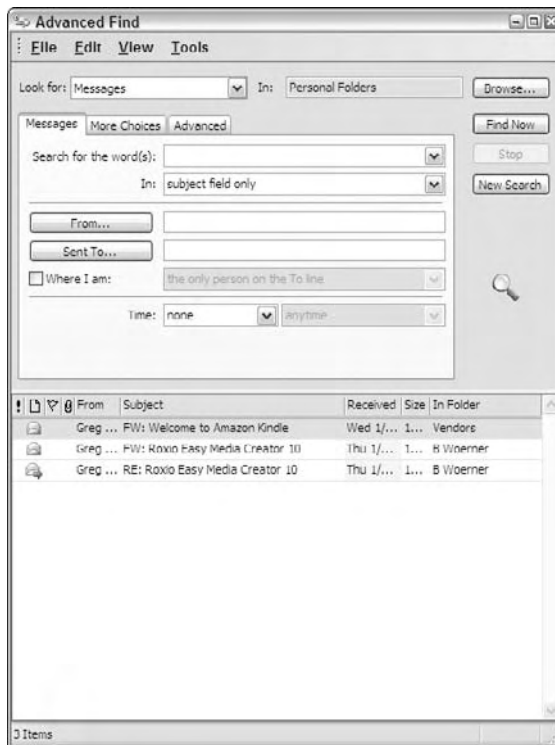 Advanced Find
File Edit View Tools
Look for: Messages In: Personal Folders Browse...
Messages More Choices Advanced Find Now
Search for the word(s): Stop
In: subject field only New Search
From...
Sent To...
Where I am: the only person on the To line
Time: none anytime
! From Subject Received Size In Folder
Greg ... FW: Welcome to Amazon Kindle Wed 1/... 1... Vendors
Greg ... FW: Roxio Easy Media Creator 10 Thu 1/... 1... B Woerner
Greg ... RE: Roxio Easy Media Creator 10 Thu 1/... 1... B Woerner
3 Items